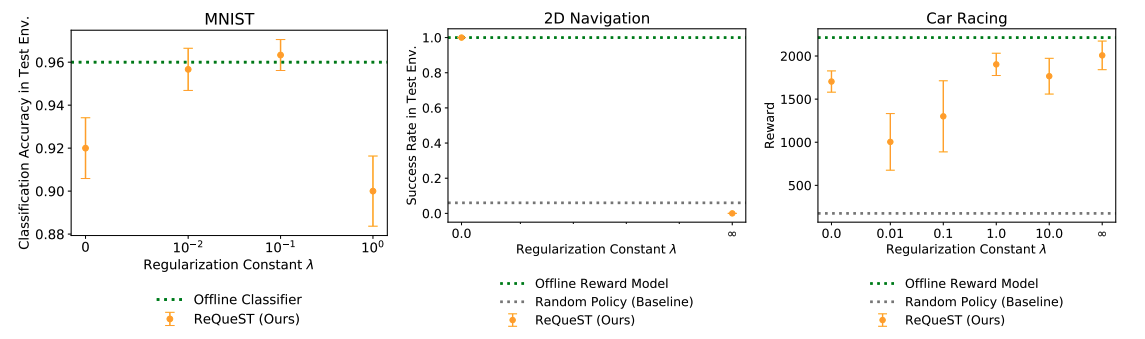 MNIST
Classification Accuracy in Test Env.
0.96
0.94
0.92
0.90
0.88
0
10⁻²
10⁻¹
10⁰
Regularization Constant λ
Offline Classifier
ReQueST (Ours)
2D Navigation
Success Rate in Test Env.
1.0
0.8
0.6
0.4
0.2
0.0
0.0
∞
Regularization Constant λ
Offline Reward Model
Random Policy (Baseline)
ReQueST (Ours)
Car Racing
Reward
2000
1500
1000
500
0.0
0.01
0.1
1.0
10.0
∞
Regularization Constant λ
Offline Reward Model
Random Policy (Baseline)
ReQueST (Ours)